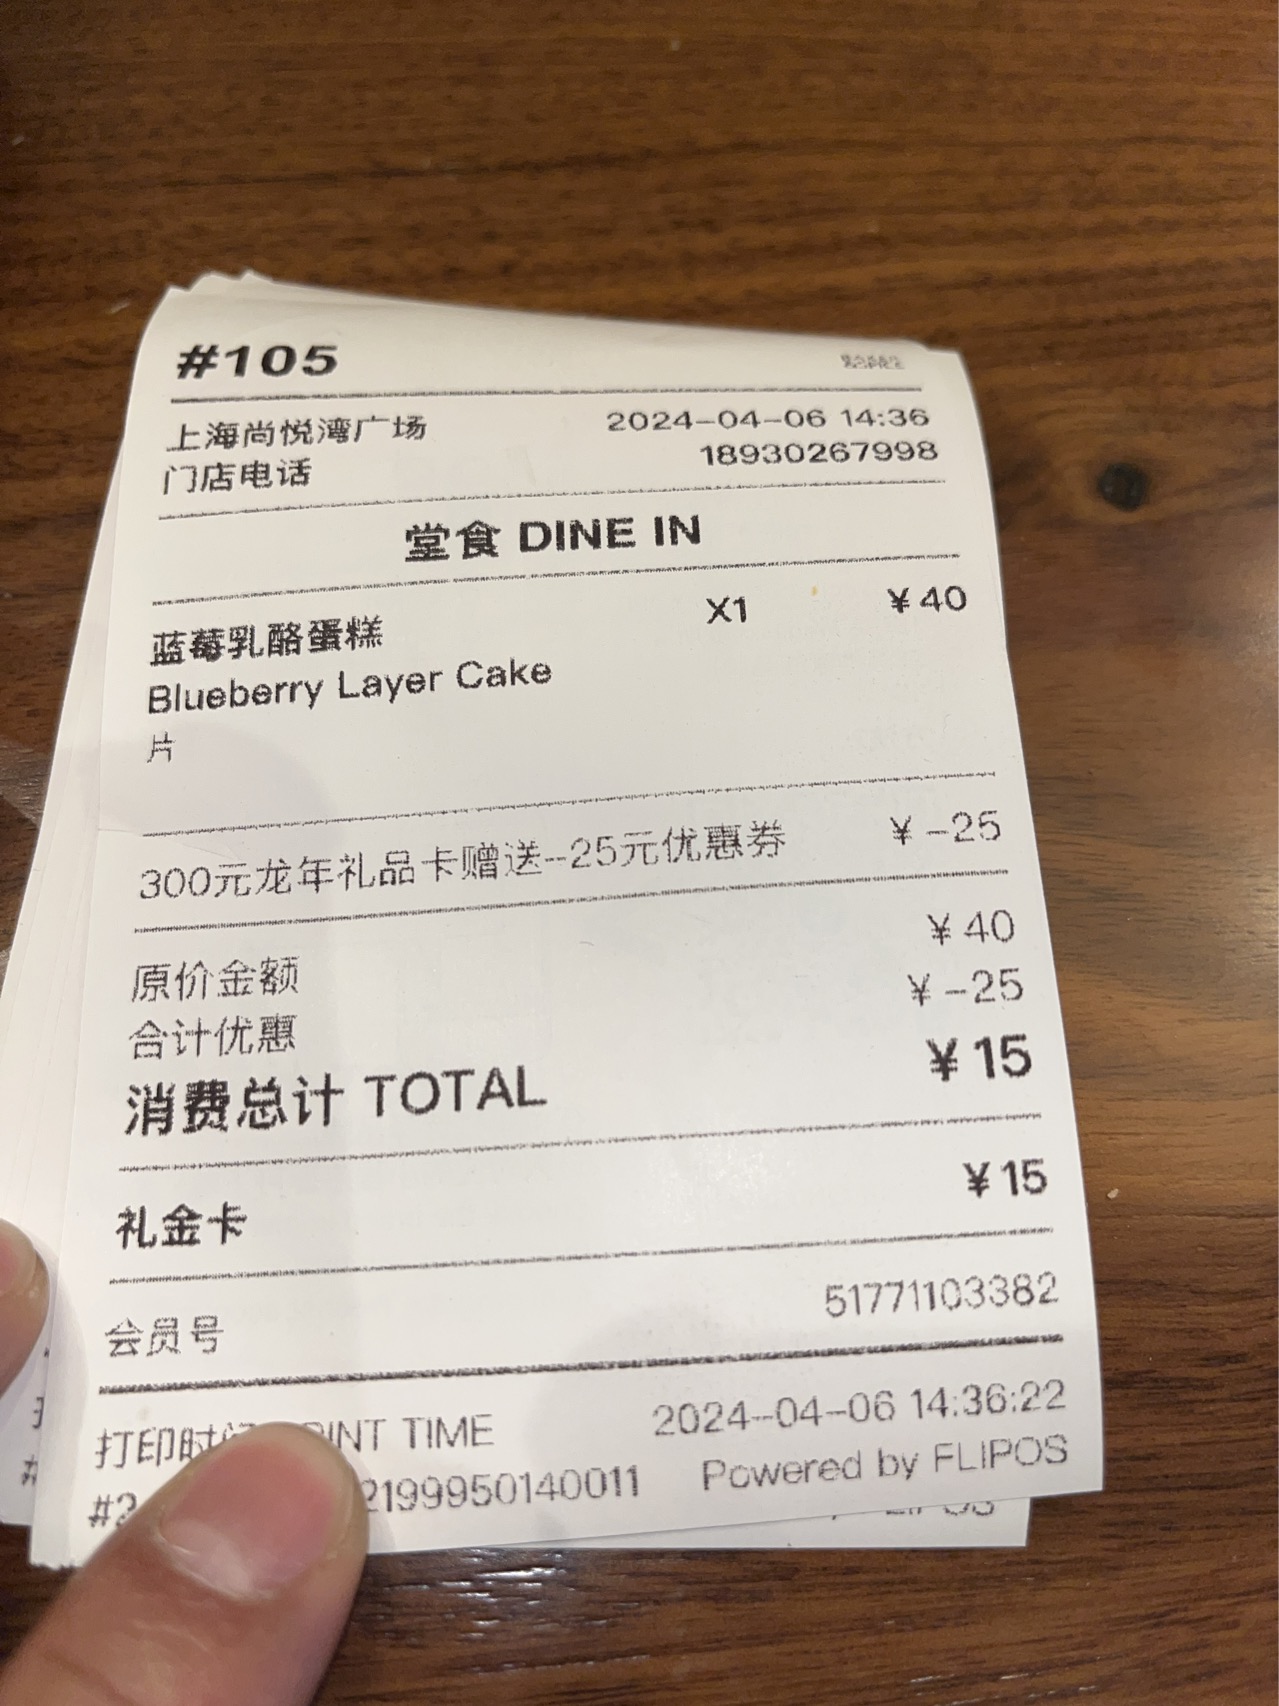 #105
上海尚悦湾广场 2024-04-06 14:36
门店电话 18930267998
堂食 DINE IN
蓝莓乳酪蛋糕 X1 ¥40
Blueberry Layer Cake
片
300元龙年礼品卡赠送-25元优惠券 ¥-25
原价金额 ¥40
合计优惠 ¥-25
消费总计 TOTAL ¥15
礼金卡 ¥15
会员号 51771103382
打印时间 PRINT TIME 2024-04-06 14:36:22
#2 2199950140011 Powered by FLIPOS